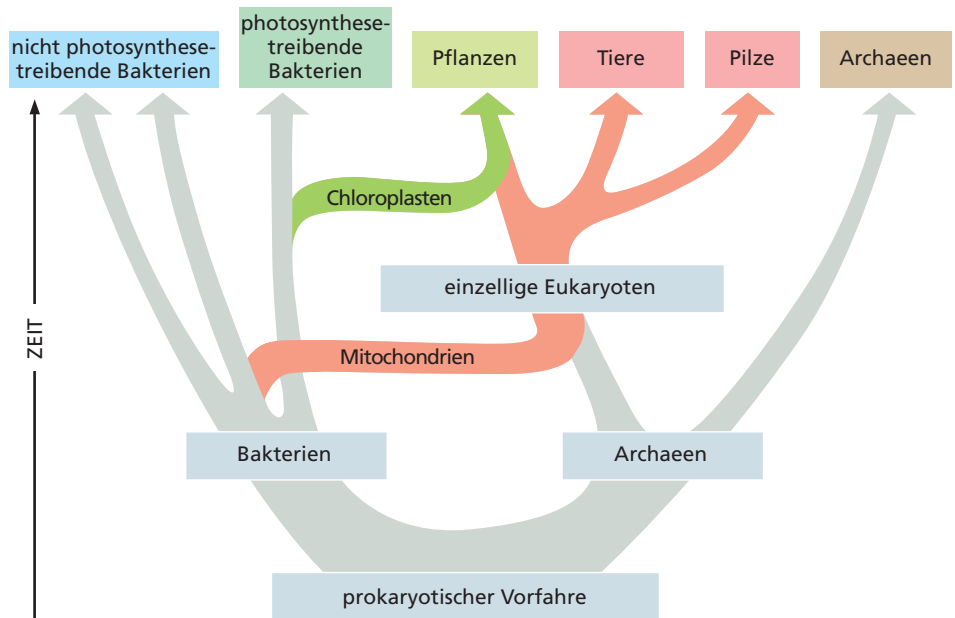 nicht photosynthese-
treibende Bakterien
photosynthese-
treibende
Bakterien
Pflanzen
Tiere
Pilze
Archaeen
Chloroplasten
einzellige Eukaryoten
ZEIT
Mitochondrien
Bakterien
Archaeen
prokaryotischer Vorfahre